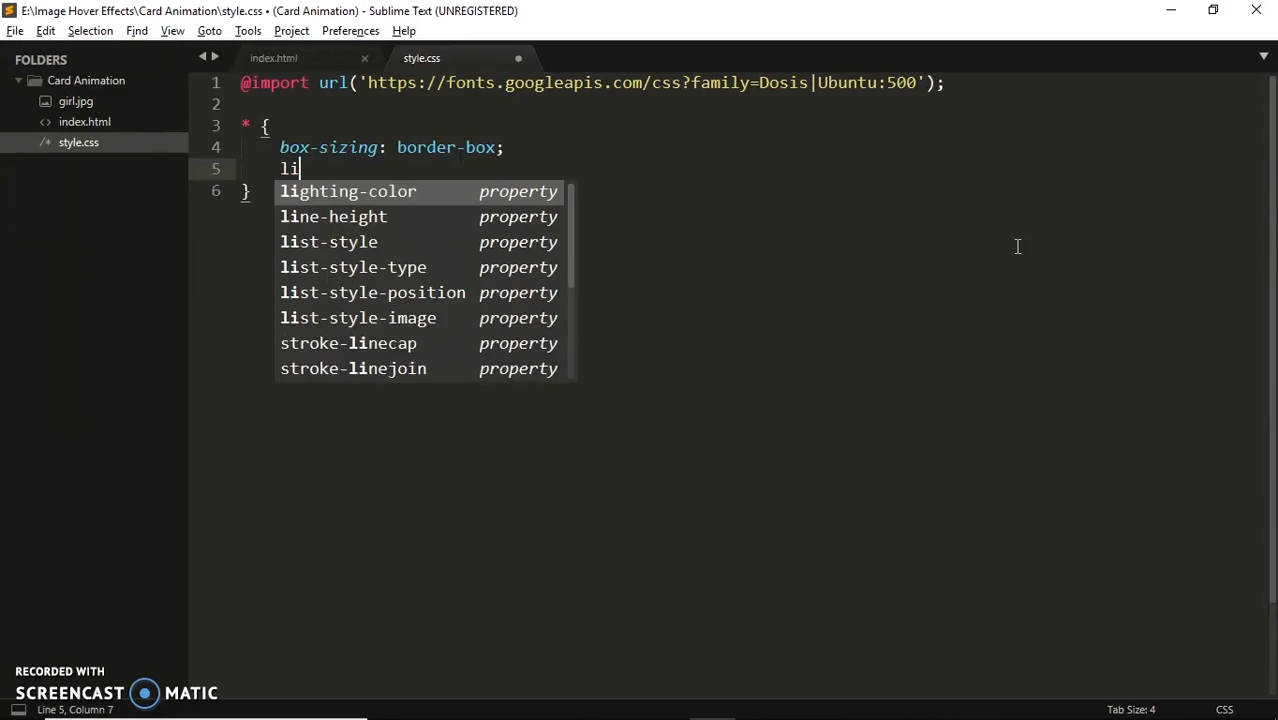 E:\Image Hover Effects\Card Animation\style.css • (Card Animation) - Sublime Text (UNREGISTERED)
File Edit Selection Find View Goto Tools Project Preferences Help
FOLDERS
Card Animation
girl.jpg
index.html
style.css
index.html × style.css
1 @import url('https://fonts.googleapis.com/css?family=Dosis|Ubuntu:500');
2
3 * {
4 box-sizing: border-box;
5 li
6 }
lighting-color property
line-height property
list-style property
list-style-type property
list-style-position property
list-style-image property
stroke-linecap property
stroke-linejoin property
RECORDED WITH
SCREENCAST MATIC
Line 5, Column 7 Tab Size: 4 CSS